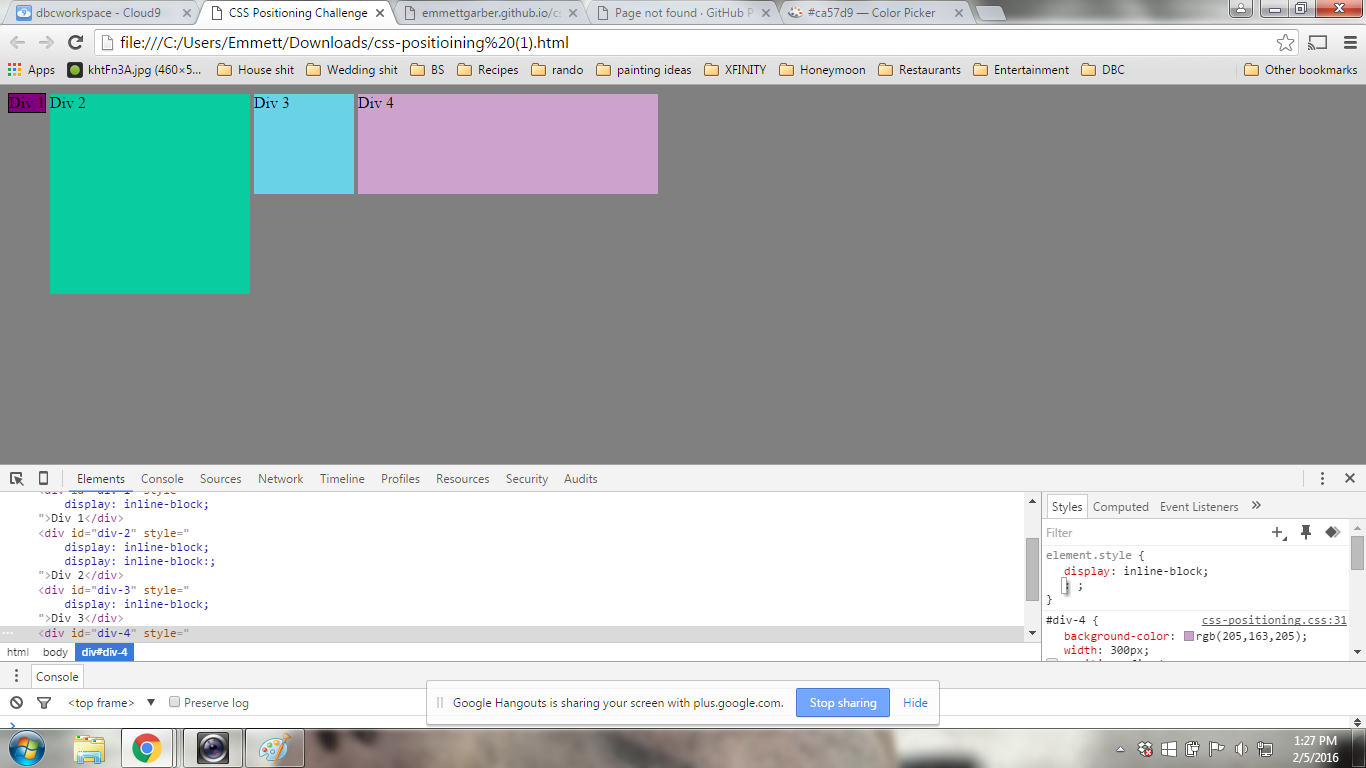 dbcworkspace - Cloud9
CSS Positioning Challenge
emmettgarber.github.io/cs
Page not found · GitHub P
#ca57d9 — Color Picker
file:///C:/Users/Emmett/Downloads/css-positioining%20(1).html
Apps
khtFn3A.jpg (460×5...
House shit
Wedding shit
BS
Recipes
rando
painting ideas
XFINITY
Honeymoon
Restaurants
Entertainment
DBC
Other bookmarks
Div 1
Div 2
Div 3
Div 4
Elements
Console
Sources
Network
Timeline
Profiles
Resources
Security
Audits
<div id="div-1" style="
display: inline-block;
">Div 1</div>
<div id="div-2" style="
display: inline-block;
display: inline-block:;
">Div 2</div>
<div id="div-3" style="
display: inline-block;
">Div 3</div>
<div id="div-4" style="
html
body
div#div-4
Styles
Computed
Event Listeners
»
Filter
element.style {
display: inline-block;
: ;
}
#div-4 {
css-positioning.css:31
background-color: rgb(205,163,205);
width: 300px;
Console
<top frame>
Preserve log
Google Hangouts is sharing your screen with plus.google.com.
Stop sharing
Hide
1:27 PM
2/5/2016